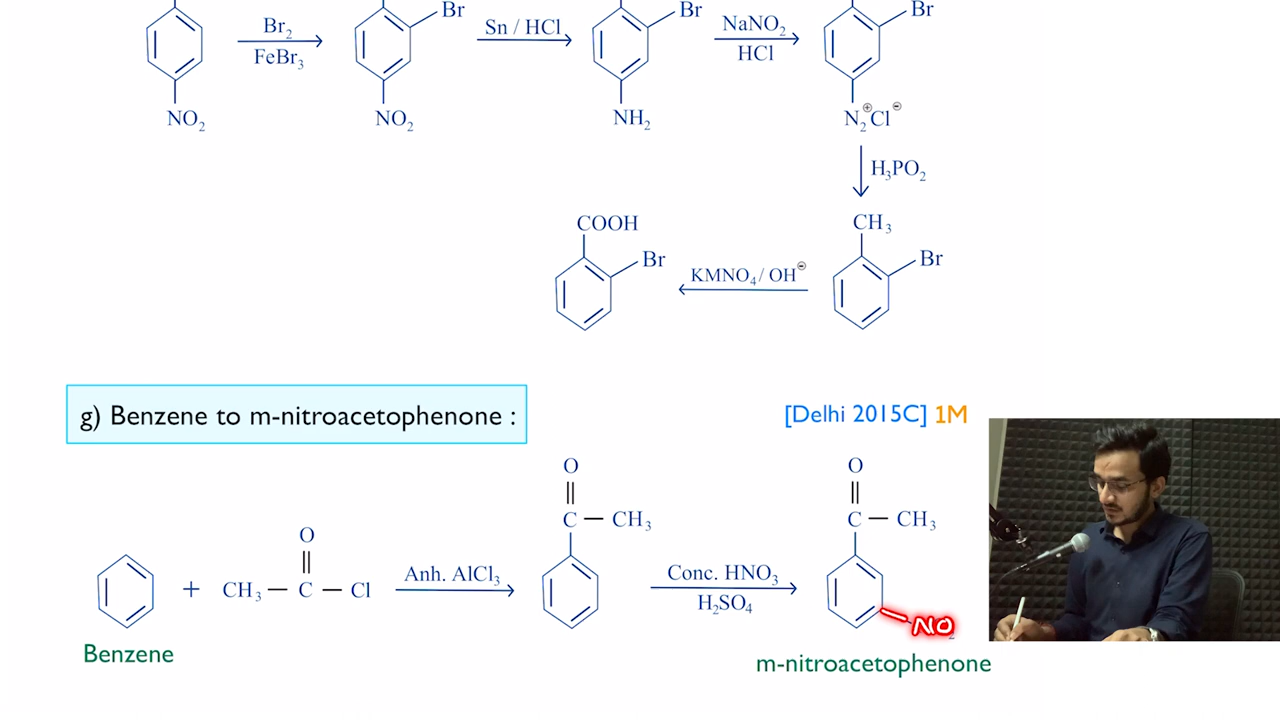 Br₂
FeBr₃
Br
Sn / HCl
Br
NaNO₂
HCl
Br
NO₂
NO₂
NH₂
N₂⊕Cl⊖
H₃PO₂
COOH
Br
KMNO₄/ OH⊖
CH₃
Br
g) Benzene to m-nitroacetophenone :
[Delhi 2015C] 1M
O
CH₃ — C — Cl
+
Anh. AlCl₃
O
C — CH₃
Conc. HNO₃
H₂SO₄
O
C — CH₃
NO₂
Benzene
m-nitroacetophenone